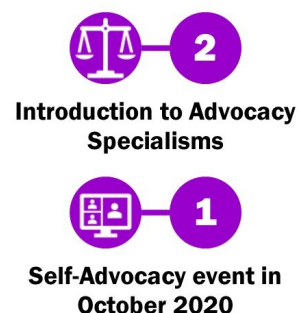 2
Introduction to Advocacy
Specialisms
1
Self-Advocacy event in
October 2020